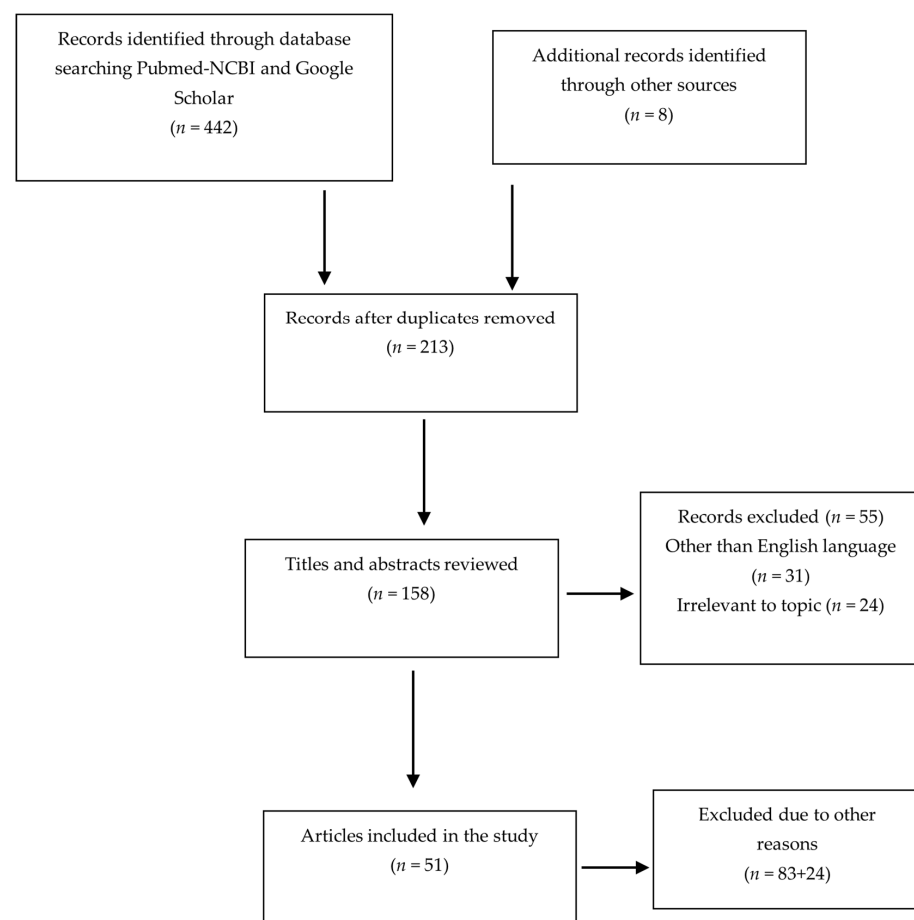 Records identified through database
searching Pubmed-NCBI and Google
Scholar
(n = 442)
Additional records identified
through other sources
(n = 8)
Records after duplicates removed
(n = 213)
Titles and abstracts reviewed
(n = 158)
Records excluded (n = 55)
Other than English language
(n = 31)
Irrelevant to topic (n = 24)
Articles included in the study
(n = 51)
Excluded due to other
reasons
(n = 83+24)